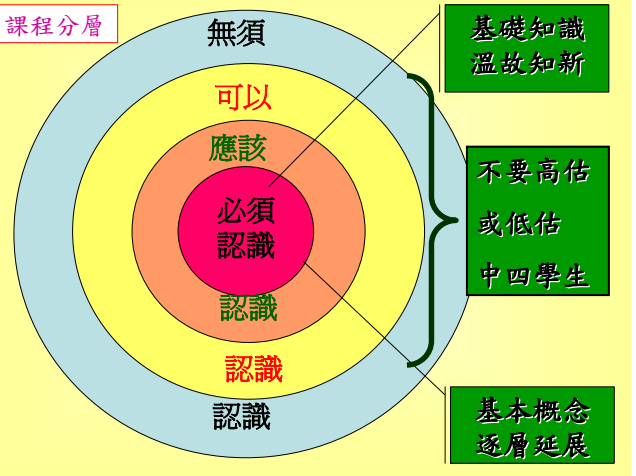 課程分層
無須
可以
應該
必須
認識
認識
認識
認識
基礎知識
溫故知新
不要高估
或低估
中四學生
基本概念
逐層延展